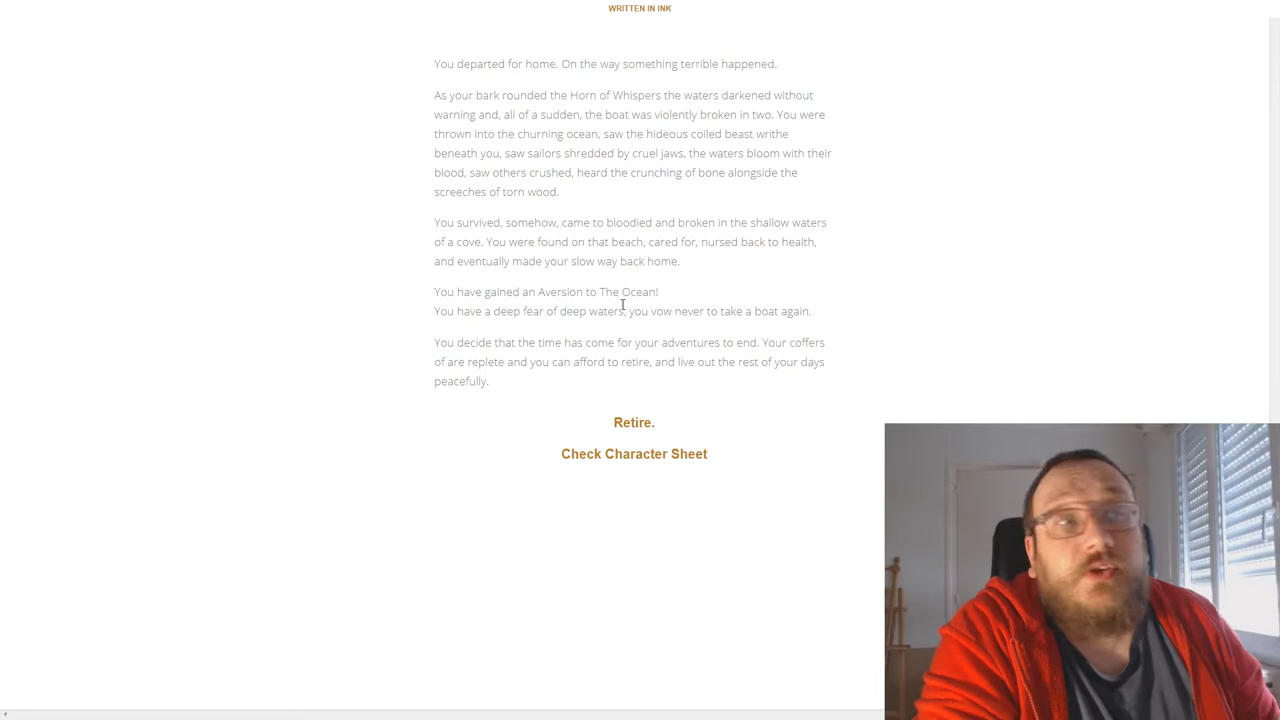 WRITTEN IN INK
You departed for home. On the way something terrible happened.
As your bark rounded the Horn of Whispers the waters darkened without
warning and, all of a sudden, the boat was violently broken in two. You were
thrown into the churning ocean, saw the hideous coiled beast writhe
beneath you, saw sailors shredded by cruel jaws, the waters bloom with their
blood, saw others crushed, heard the crunching of bone alongside the
screeches of torn wood.
You survived, somehow, came to bloodied and broken in the shallow waters
of a cove. You were found on that beach, cared for, nursed back to health,
and eventually made your slow way back home.
You have gained an Aversion to The Ocean!
You have a deep fear of deep waters, you vow never to take a boat again.
You decide that the time has come for your adventures to end. Your coffers
of are replete and you can afford to retire, and live out the rest of your days
peacefully.
Retire.
Check Character Sheet